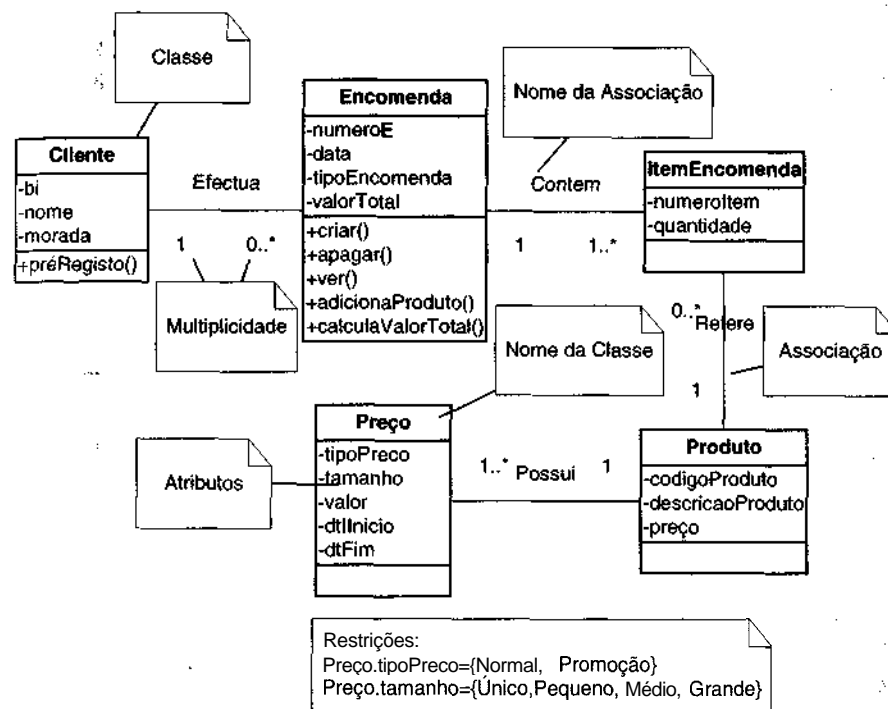 Classe
Nome da Associação
Encomenda
-numeroE
-data
-tipoEncomenda
-valorTotal
+criar()
+apagar()
+ver()
+adicionaProduto()
+calculaValorTotal()
Cliente
-bi
-nome
-morada
+préRegisto()
Efectua
1
0..*
Multiplicidade
Contem
1
1..*
ItemEncomenda
-numeroItem
-quantidade
0..*
Refere
1
Associação
Nome da Classe
Preço
-tipoPreco
-tamanho
-valor
-dtIInicio
-dtFim
Atributos
1..*
Possui
1
Produto
-codigoProduto
-descricaoProduto
-preço
Restrições:
Preço.tipoPreco={Normal, Promoção}
Preço.tamanho={Único,Pequeno, Médio, Grande}